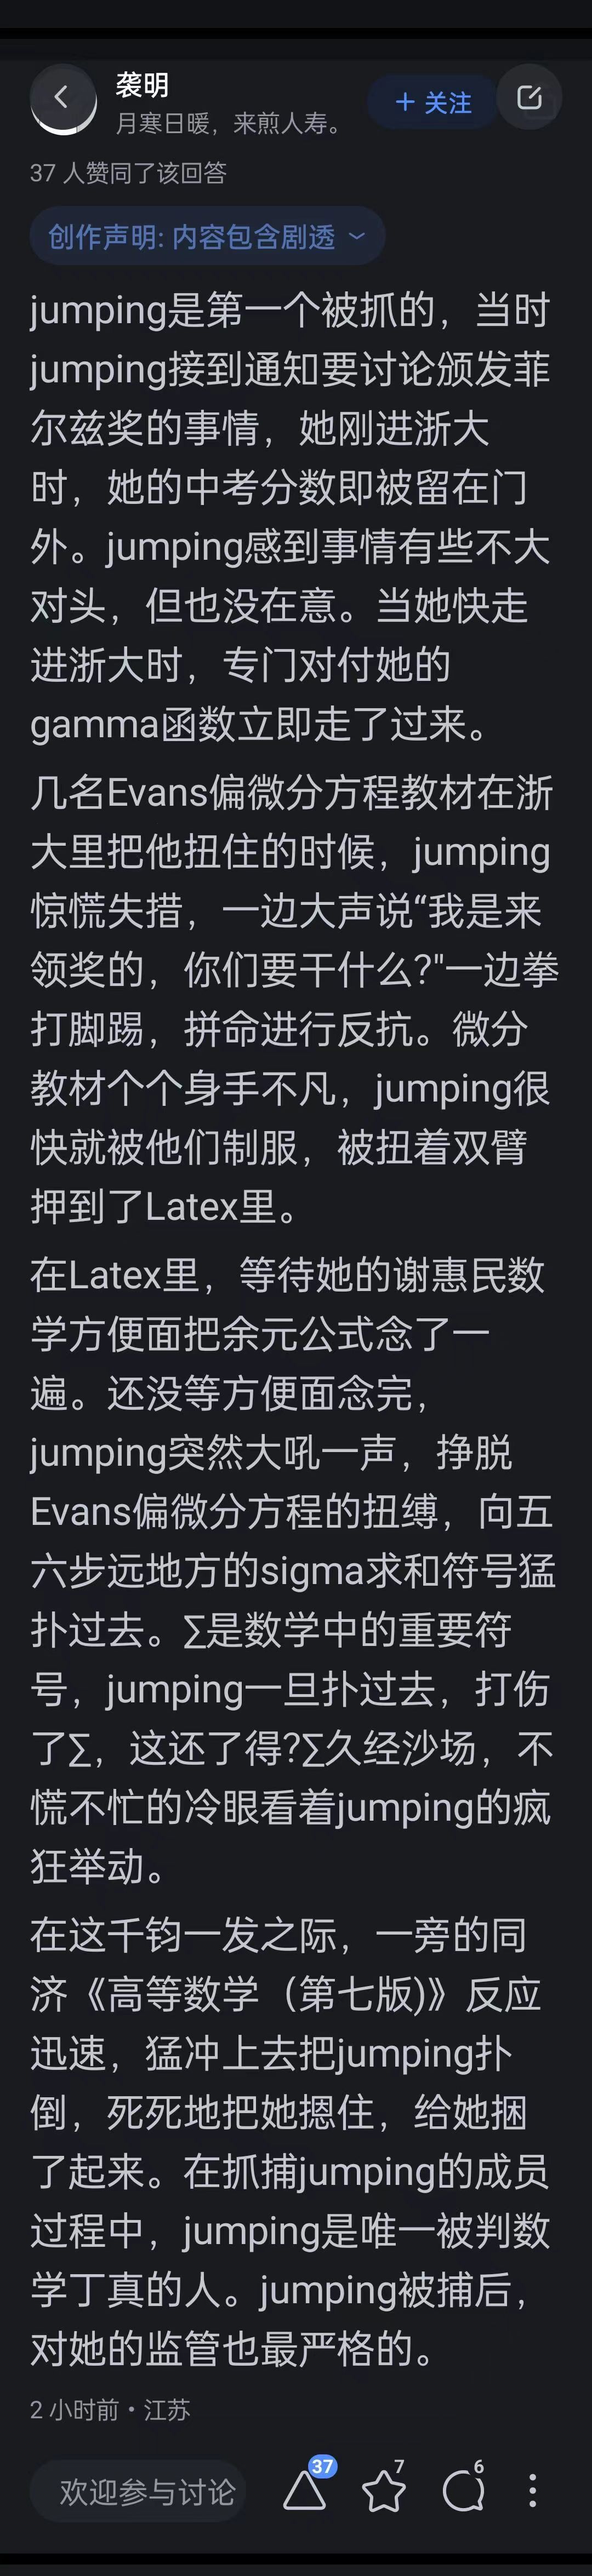 袭明
月寒日暖，来煎人寿。
+ 关注
37 人赞同了该回答
创作声明: 内容包含剧透
jumping是第一个被抓的，当时
jumping接到通知要讨论颁发菲
尔兹奖的事情，她刚进浙大
时，她的中考分数即被留在门
外。jumping感到事情有些不大
对头，但也没在意。当她快走
进浙大时，专门对付她的
gamma函数立即走了过来。
几名Evans偏微分方程教材在浙
大里把他扭住的时候，jumping
惊慌失措，一边大声说“我是来
领奖的，你们要干什么?"一边拳
打脚踢，拼命进行反抗。微分
教材个个身手不凡，jumping很
快就被他们制服，被扭着双臂
押到了Latex里。
在Latex里，等待她的谢惠民数
学方便面把余元公式念了一
遍。还没等方便面念完，
jumping突然大吼一声，挣脱
Evans偏微分方程的扭缚，向五
六步远地方的sigma求和符号猛
扑过去。∑是数学中的重要符
号，jumping一旦扑过去，打伤
了∑，这还了得?∑久经沙场，不
慌不忙的冷眼看着jumping的疯
狂举动。
在这千钧一发之际，一旁的同
济《高等数学（第七版)》反应
迅速，猛冲上去把jumping扑
倒，死死地把她摁住，给她捆
了起来。在抓捕jumping的成员
过程中，jumping是唯一被判数
学丁真的人。jumping被捕后，
对她的监管也最严格的。
2 小时前・江苏
欢迎参与讨论
37
7
6